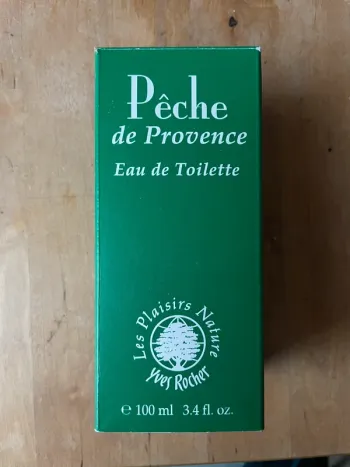 Pêche
de Provence
Eau de Toilette
Les Plaisirs Nature
Yves Rocher
℮ 100 ml 3.4 fl. oz.